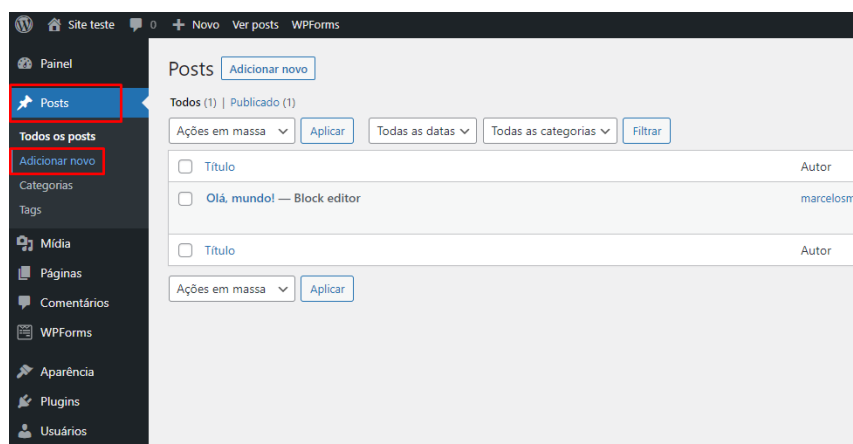 Site teste 0 + Novo Ver posts WPForms
Painel
Posts
Todos os posts
Adicionar novo
Categorias
Tags
Mídia
Páginas
Comentários
WPForms
Aparência
Plugins
Usuários
Posts Adicionar novo
Todos (1) | Publicado (1)
Ações em massa Aplicar Todas as datas Todas as categorias Filtrar
Título Autor
Olá, mundo! — Block editor marcelosm
Título Autor
Ações em massa Aplicar